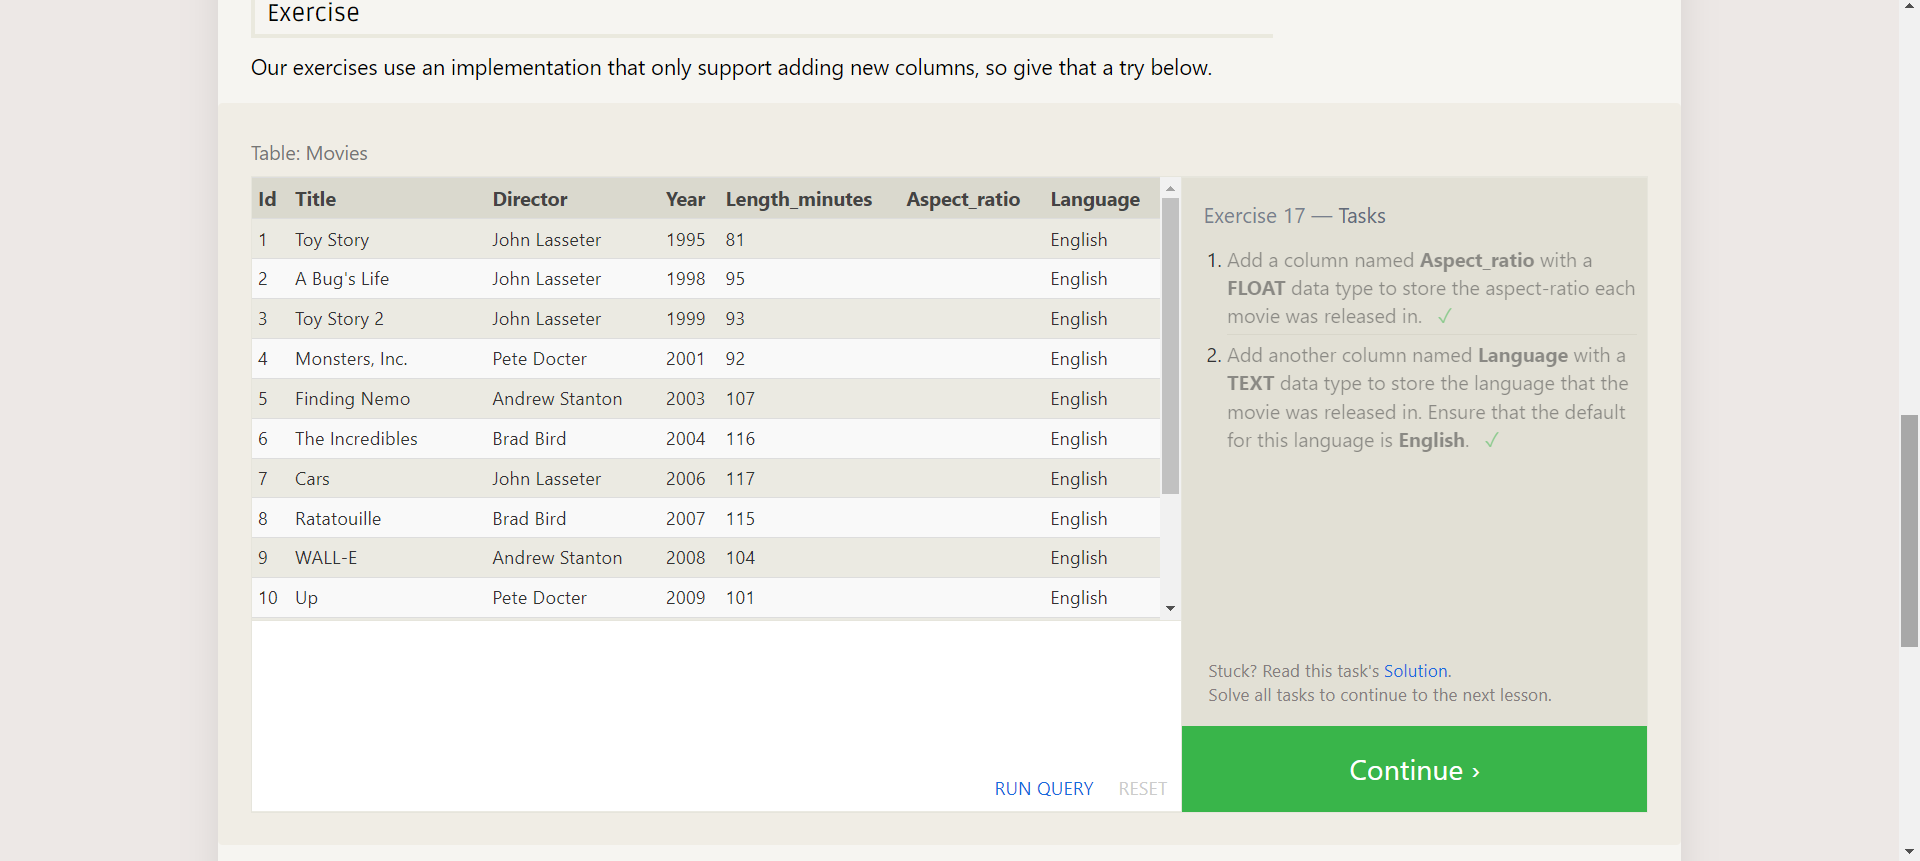 Exercise
Our exercises use an implementation that only support adding new columns, so give that a try below.
Table: Movies
Id Title Director Year Length_minutes Aspect_ratio Language
1 Toy Story John Lasseter 1995 81 English
2 A Bug's Life John Lasseter 1998 95 English
3 Toy Story 2 John Lasseter 1999 93 English
4 Monsters, Inc. Pete Docter 2001 92 English
5 Finding Nemo Andrew Stanton 2003 107 English
6 The Incredibles Brad Bird 2004 116 English
7 Cars John Lasseter 2006 117 English
8 Ratatouille Brad Bird 2007 115 English
9 WALL-E Andrew Stanton 2008 104 English
10 Up Pete Docter 2009 101 English
RUN QUERY RESET
Exercise 17 — Tasks
1. Add a column named Aspect_ratio with a
FLOAT data type to store the aspect-ratio each
movie was released in. ✓
2. Add another column named Language with a
TEXT data type to store the language that the
movie was released in. Ensure that the default
for this language is English. ✓
Stuck? Read this task's Solution.
Solve all tasks to continue to the next lesson.
Continue ›